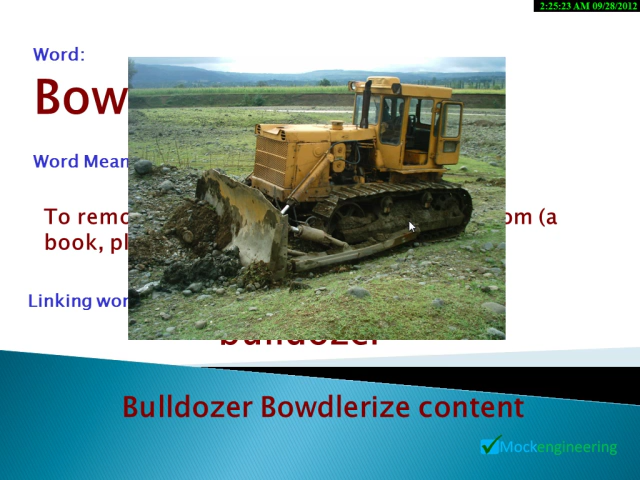 2:25:23 AM 09/28/2012
Word:
Bow
Word Mean
To remo om (a
book, pl
Linking wor
bulldozer
Bulldozer Bowdlerize content
Mockengineering